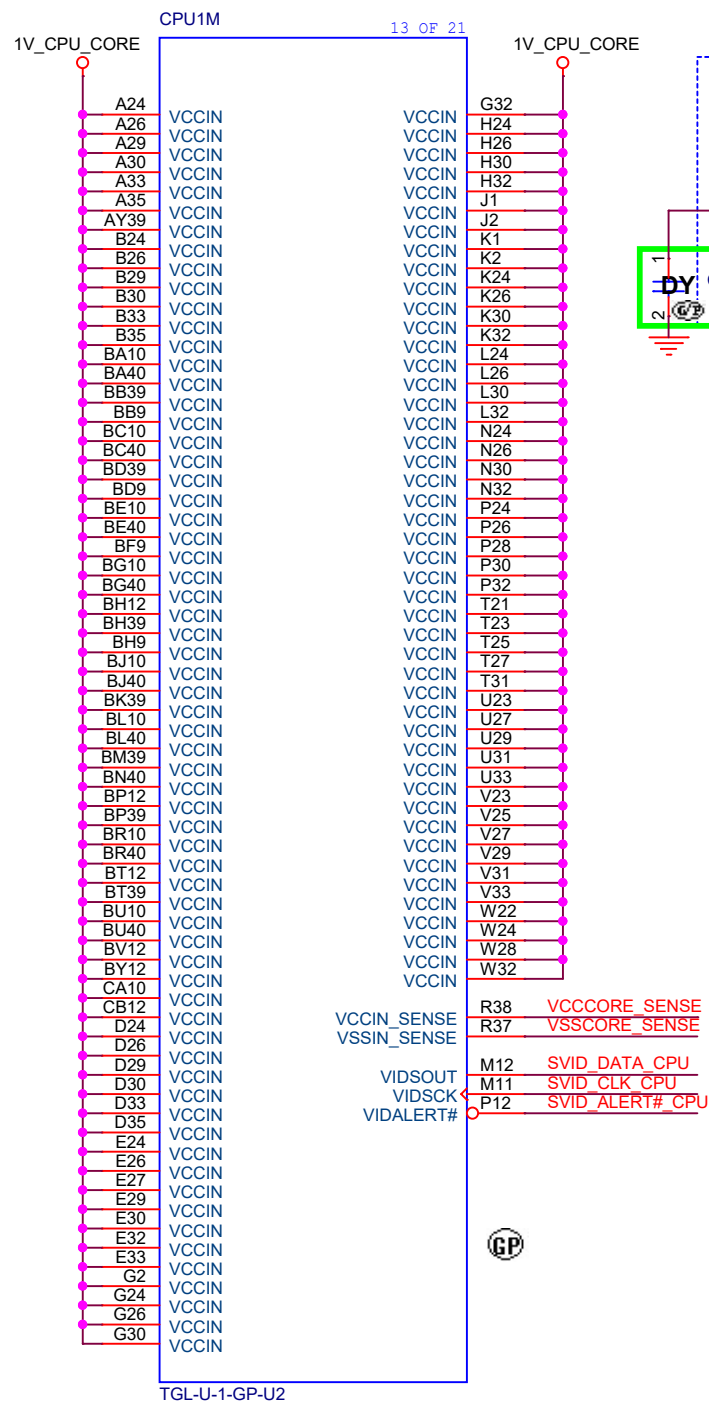 CPU1M
13 OF 21
1V_CPU_CORE 1V_CPU_CORE
A24 VCCIN VCCIN G32
A26 VCCIN VCCIN H24
A29 VCCIN VCCIN H26
A30 VCCIN VCCIN H30
A33 VCCIN VCCIN H32
A35 VCCIN VCCIN J1
AY39 VCCIN VCCIN J2
B24 VCCIN VCCIN K1
B26 VCCIN VCCIN K2
B29 VCCIN VCCIN K24
B30 VCCIN VCCIN K26
B33 VCCIN VCCIN K30
B35 VCCIN VCCIN K32
BA10 VCCIN VCCIN L24
BA40 VCCIN VCCIN L26
BB39 VCCIN VCCIN L30
BB9 VCCIN VCCIN L32
BC10 VCCIN VCCIN N24
BC40 VCCIN VCCIN N26
BD39 VCCIN VCCIN N30
BD9 VCCIN VCCIN N32
BE10 VCCIN VCCIN P24
BE40 VCCIN VCCIN P26
BF9 VCCIN VCCIN P28
BG10 VCCIN VCCIN P30
BG40 VCCIN VCCIN P32
BH12 VCCIN VCCIN T21
BH39 VCCIN VCCIN T23
BH9 VCCIN VCCIN T25
BJ10 VCCIN VCCIN T27
BJ40 VCCIN VCCIN T31
BK39 VCCIN VCCIN U23
BL10 VCCIN VCCIN U27
BL40 VCCIN VCCIN U29
BM39 VCCIN VCCIN U31
BN40 VCCIN VCCIN U33
BP12 VCCIN VCCIN V23
BP39 VCCIN VCCIN V25
BR10 VCCIN VCCIN V27
BR40 VCCIN VCCIN V29
BT12 VCCIN VCCIN V31
BT39 VCCIN VCCIN V33
BU10 VCCIN VCCIN W22
BU40 VCCIN VCCIN W24
BV12 VCCIN VCCIN W28
BY12 VCCIN VCCIN W32
CA10 VCCIN
CB12 VCCIN VCCIN_SENSE R38 VCCCORE_SENSE
D24 VCCIN VSSIN_SENSE R37 VSSCORE_SENSE
D26 VCCIN
D29 VCCIN VIDSOUT M12 SVID_DATA_CPU
D30 VCCIN VIDSCK M11 SVID_CLK_CPU
D33 VCCIN VIDALERT# P12 SVID_ALERT#_CPU
D35 VCCIN
E24 VCCIN
E26 VCCIN
E27 VCCIN
E29 VCCIN
E30 VCCIN
E32 VCCIN
E33 VCCIN
G2 VCCIN
G24 VCCIN
G26 VCCIN
G30 VCCIN
TGL-U-1-GP-U2
GP
1
DY
2
G/P